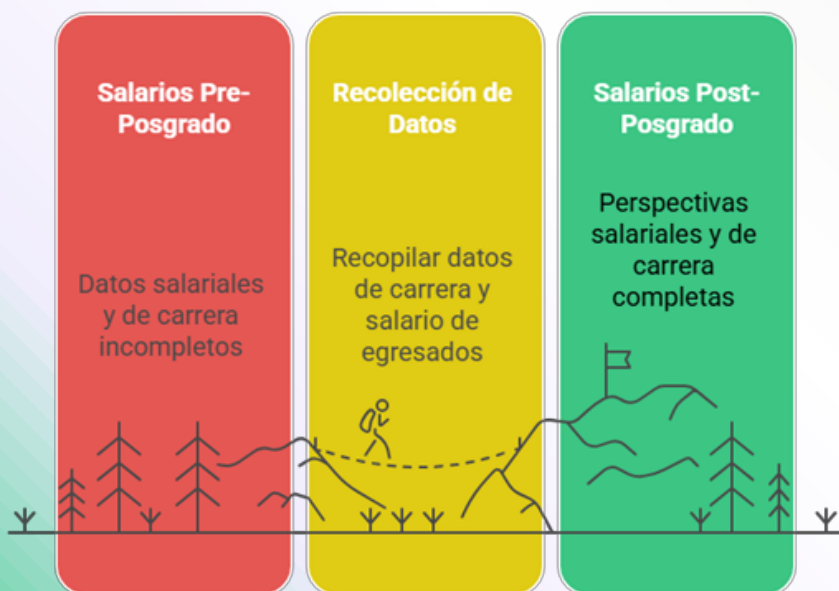 Salarios Pre-
Posgrado
Datos salariales
y de carrera
incompletos
Recolección de
Datos
Recopilar datos
de carrera y
salario de
egresados
Salarios Post-
Posgrado
Perspectivas
salariales y de
carrera
completas